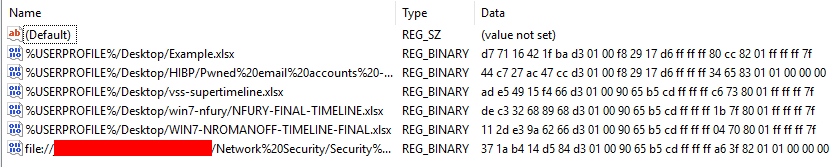 Name Type Data
(Default) REG_SZ (value not set)
%USERPROFILE%/Desktop/Example.xlsx REG_BINARY d7 71 16 42 1f ba d3 01 00 f8 29 17 d6 ff ff ff 80 cc 82 01 ff ff ff 7f
%USERPROFILE%/Desktop/HIBP/Pwned%20email%20accounts%20-... REG_BINARY 44 c7 27 ac 47 cc d3 01 00 f8 29 17 d6 ff ff ff 34 65 83 01 01 00 00 00
%USERPROFILE%/Desktop/vss-supertimeline.xlsx REG_BINARY ad e5 49 15 f4 66 d3 01 00 90 65 b5 cd ff ff ff c6 73 80 01 ff ff ff 7f
%USERPROFILE%/Desktop/win7-nfury/NFURY-FINAL-TIMELINE.xlsx REG_BINARY de c3 32 68 89 68 d3 01 00 90 65 b5 cd ff ff ff 1b 7f 80 01 ff ff ff 7f
%USERPROFILE%/Desktop/WIN7-NROMANOFF-TIMELINE-FINAL.xlsx REG_BINARY 11 2d e3 9a 62 66 d3 01 00 90 65 b5 cd ff ff ff 04 70 80 01 ff ff ff 7f
file:// /Network%20Security/Security%... REG_BINARY 37 1a b4 14 d5 84 d3 01 00 90 65 b5 cd ff ff ff a6 3f 82 01 01 00 00 00